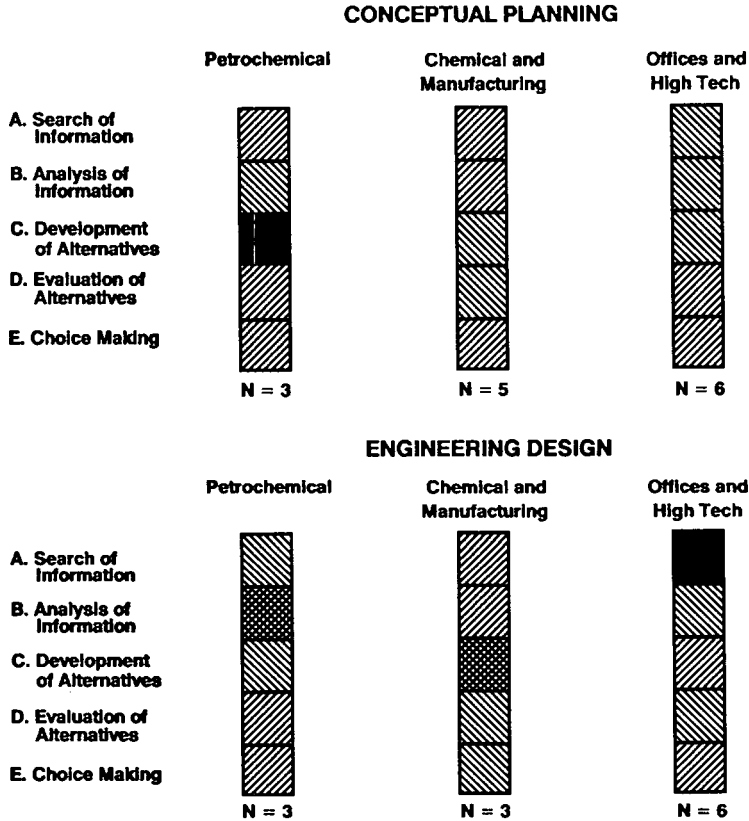 CONCEPTUAL PLANNING
Petrochemical
Chemical and
Manufacturing
Offices and
High Tech
A. Search of
Information
B. Analysis of
Information
C. Development
of Alternatives
D. Evaluation of
Alternatives
E. Choice Making
N = 3
N = 5
N = 6
ENGINEERING DESIGN
Petrochemical
Chemical and
Manufacturing
Offices and
High Tech
A. Search of
Information
B. Analysis of
Information
C. Development
of Alternatives
D. Evaluation of
Alternatives
E. Choice Making
N = 3
N = 3
N = 6